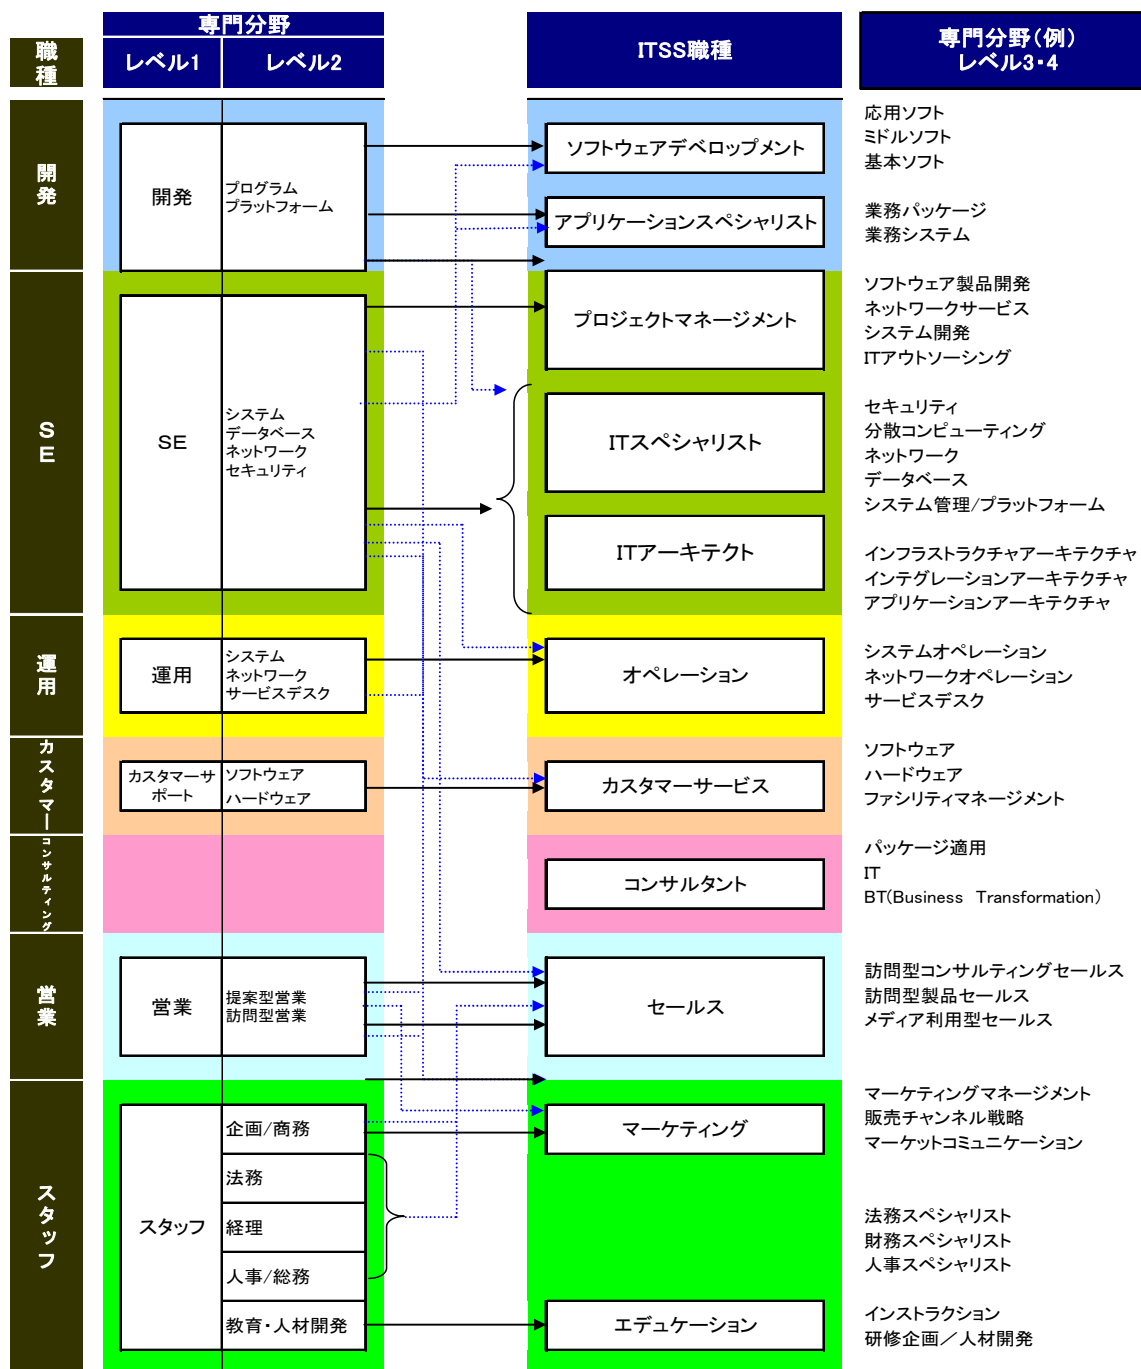 職種
専門分野
レベル1
レベル2
ITSS職種
専門分野(例)
レベル3・4
開発
開発
プログラム
プラットフォーム
ソフトウェアデベロップメント
応用ソフト
ミドルソフト
基本ソフト
アプリケーションスペシャリスト
業務パッケージ
業務システム
SE
SE
システム
データベース
ネットワーク
セキュリティ
プロジェクトマネージメント
ソフトウェア製品開発
ネットワークサービス
システム開発
ITアウトソーシング
ITスペシャリスト
セキュリティ
分散コンピューティング
ネットワーク
データベース
システム管理/プラットフォーム
ITアーキテクト
インフラストラクチャアーキテクチャ
インテグレーションアーキテクチャ
アプリケーションアーキテクチャ
運用
運用
システム
ネットワーク
サービスデスク
オペレーション
システムオペレーション
ネットワークオペレーション
サービスデスク
カスタマー
カスタマーサ
ポート
ソフトウェア
ハードウェア
カスタマーサービス
ソフトウェア
ハードウェア
ファシリティマネージメント
コンサルティング
コンサルタント
パッケージ適用
IT
BT(Business Transformation)
営業
営業
提案型営業
訪問型営業
セールス
訪問型コンサルティングセールス
訪問型製品セールス
メディア利用型セールス
スタッフ
スタッフ
企画/商務
法務
経理
人事/総務
教育・人材開発
マーケティング
マーケティングマネージメント
販売チャンネル戦略
マーケットコミュニケーション
法務スペシャリスト
財務スペシャリスト
人事スペシャリスト
エデュケーション
インストラクション
研修企画／人材開発